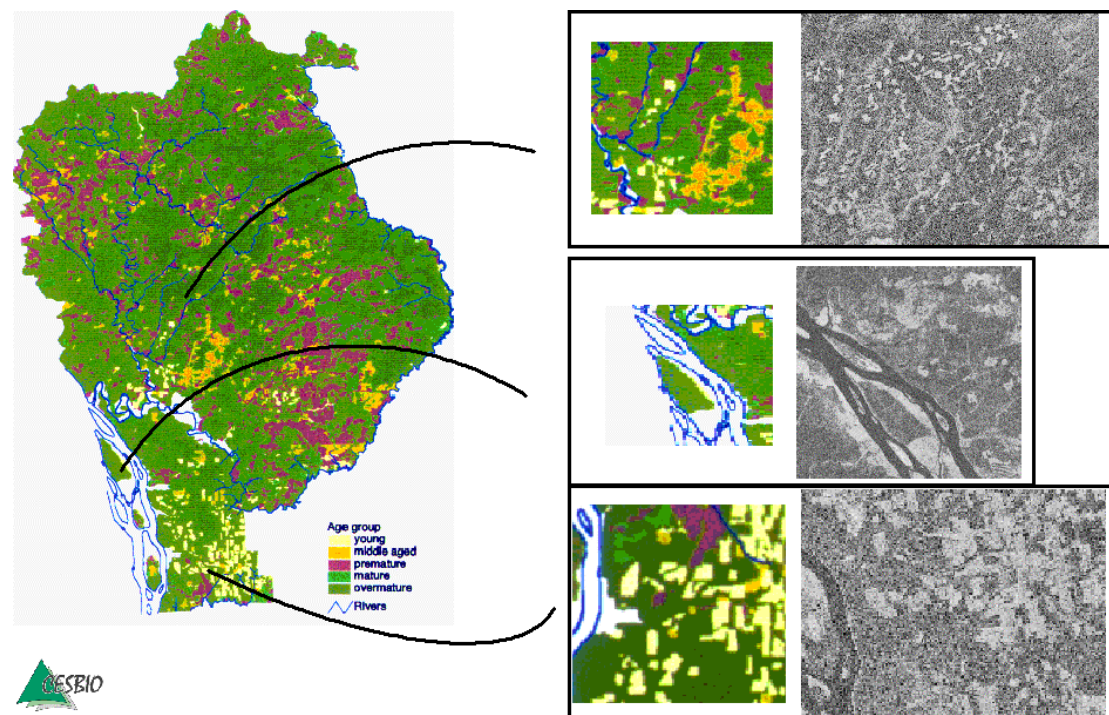 Age group
young
middle aged
premature
mature
overmature
Rivers
CESBIO